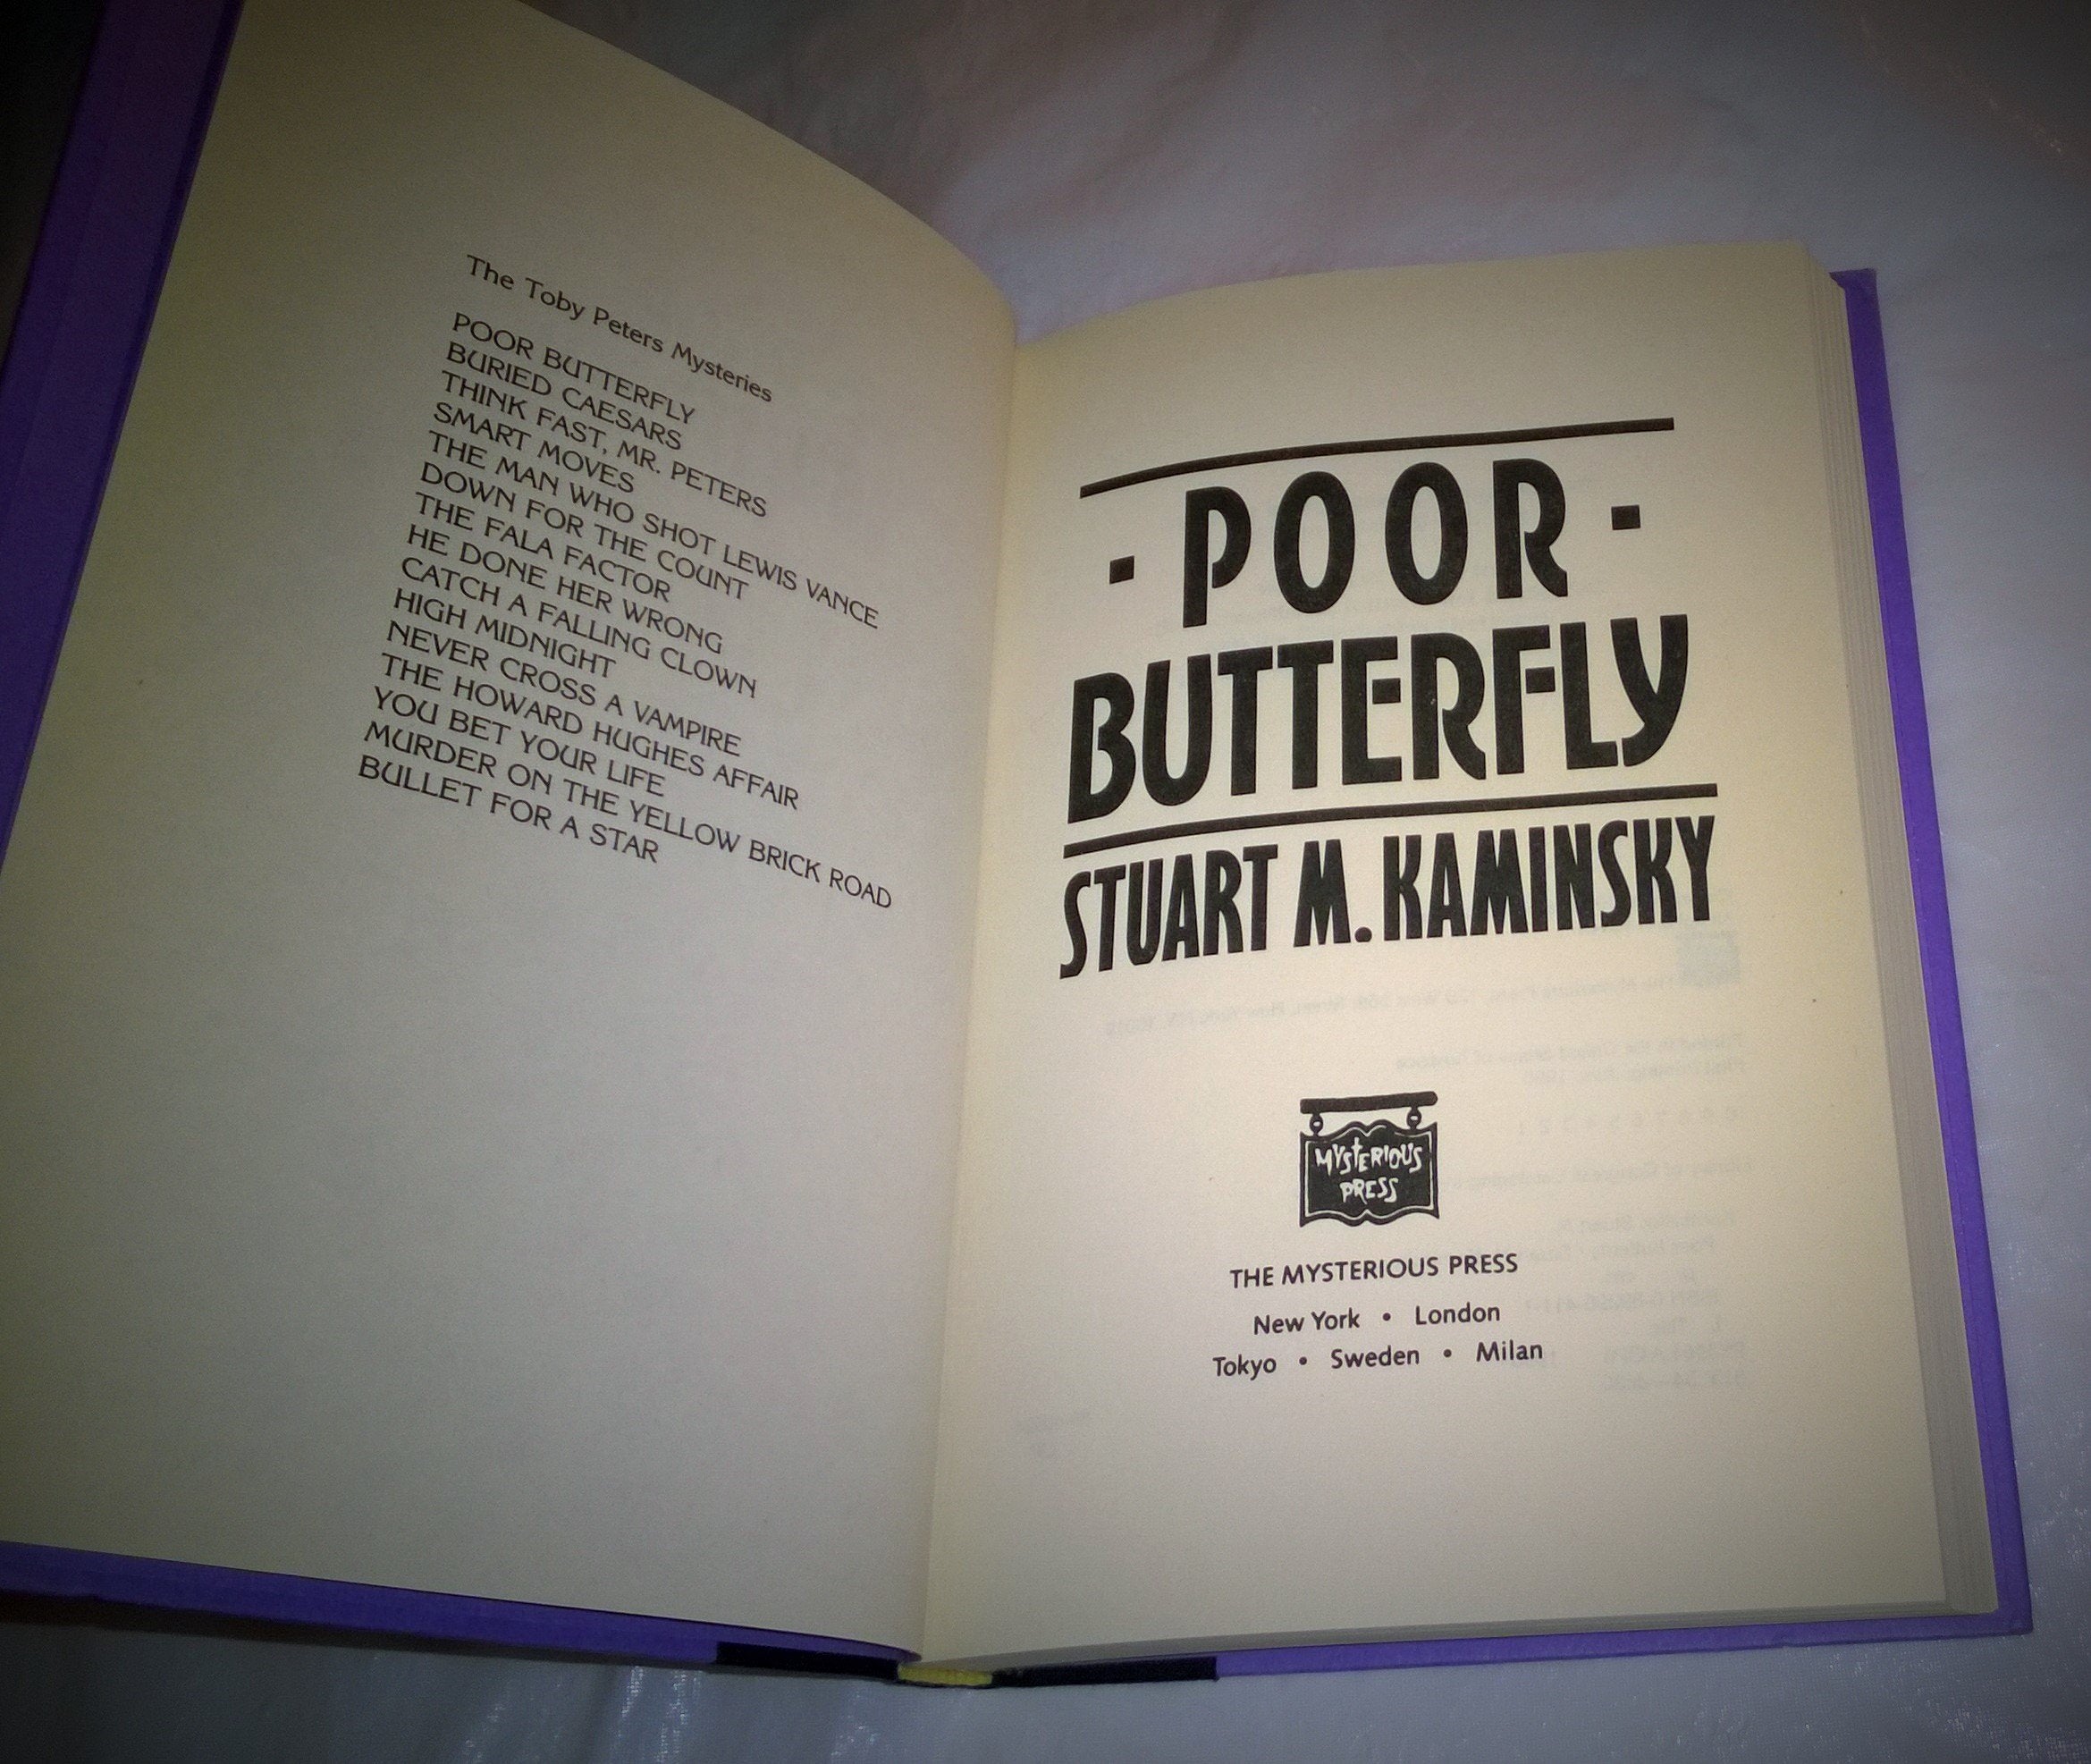 The Toby Peters Mysteries
POOR BUTTERFLY
BURIED CAESARS
THINK FAST, MR. PETERS
SMART MOVES
THE MAN WHO SHOT LEWIS VANCE
DOWN FOR THE COUNT
THE FALA FACTOR
HE DONE HER WRONG
CATCH A FALLING CLOWN
HIGH MIDNIGHT
NEVER CROSS A VAMPIRE
THE HOWARD HUGHES AFFAIR
YOU BET YOUR LIFE
MURDER ON THE YELLOW BRICK ROAD
BULLET FOR A STAR
· POOR ·
BUTTERFLY
STUART M. KAMINSKY
MYSTERIOUS
PRESS
THE MYSTERIOUS PRESS
New York • London
Tokyo • Sweden • Milan